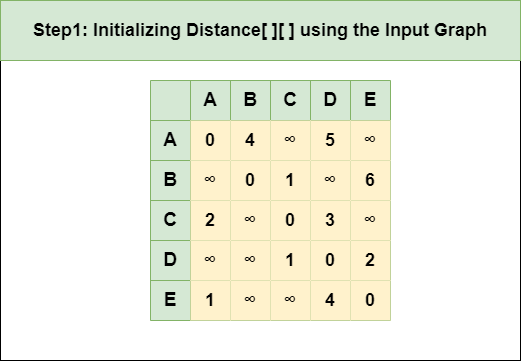 Step1: Initializing Distance[ ][ ] using the Input Graph
A B C D E
A 0 4 ∞ 5 ∞
B ∞ 0 1 ∞ 6
C 2 ∞ 0 3 ∞
D ∞ ∞ 1 0 2
E 1 ∞ ∞ 4 0